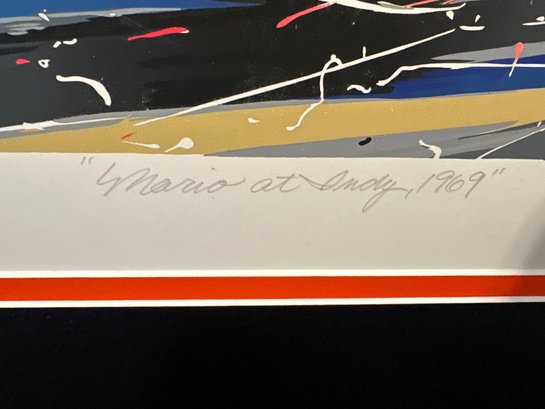 "Mario at Indy, 1969"